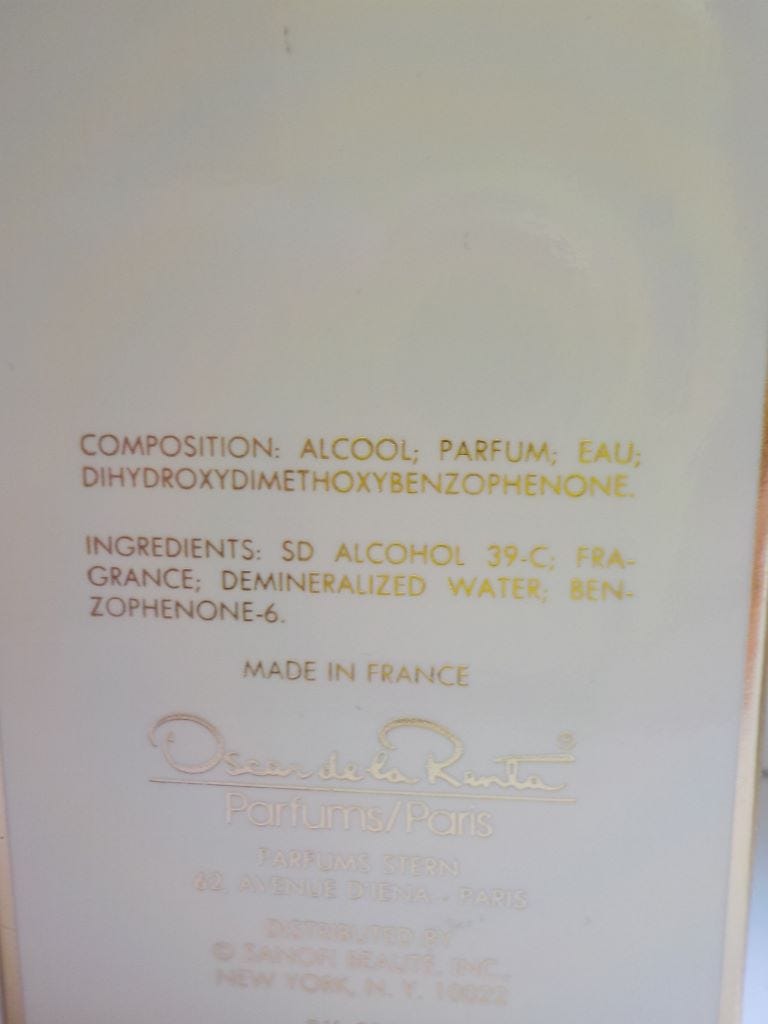 COMPOSITION: ALCOOL; PARFUM; EAU;
DIHYDROXYDIMETHOXYBENZOPHENONE.
INGREDIENTS: SD ALCOHOL 39-C; FRA-
GRANCE; DEMINERALIZED WATER; BEN-
ZOPHENONE-6.
MADE IN FRANCE
Oscar de la Renta®
Parfums/Paris
PARFUMS STERN
62, AVENUE D'IENA - PARIS
DISTRIBUTED BY
© SANOFI BEAUTE, INC.,
NEW YORK, N. Y. 10022